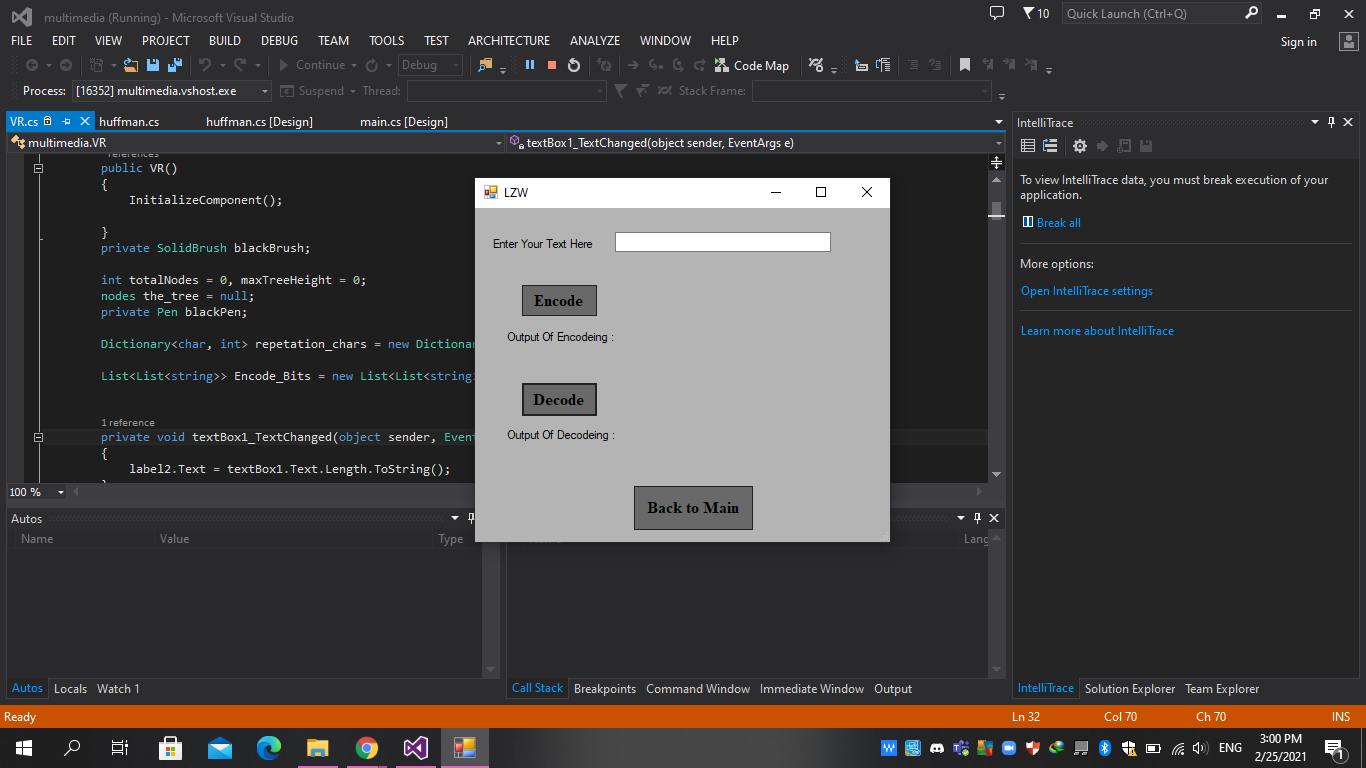 multimedia (Running) - Microsoft Visual Studio
10
Quick Launch (Ctrl+Q)
FILE EDIT VIEW PROJECT BUILD DEBUG TEAM TOOLS TEST ARCHITECTURE ANALYZE WINDOW HELP
Sign in
Continue Debug Code Map
Process: [16352] multimedia.vshost.exe Suspend Thread: Stack Frame:
VR.cs huffman.cs huffman.cs [Design] main.cs [Design]
multimedia.VR textBox1_TextChanged(object sender, EventArgs e)
references
public VR()
{
InitializeComponent();
}
private SolidBrush blackBrush;
int totalNodes = 0, maxTreeHeight = 0;
nodes the_tree = null;
private Pen blackPen;
Dictionary<char, int> repetation_chars = new Dictionar
List<List<string>> Encode_Bits = new List<List<string
1 reference
private void textBox1_TextChanged(object sender, Event
{
label2.Text = textBox1.Text.Length.ToString();
100 %
LZW
Enter Your Text Here
Encode
Output Of Encodeing :
Decode
Output Of Decodeing :
Back to Main
IntelliTrace
To view IntelliTrace data, you must break execution of your
application.
Break all
More options:
Open IntelliTrace settings
Learn more about IntelliTrace
Autos
Name Value Type
Lang
Autos Locals Watch 1
Call Stack Breakpoints Command Window Immediate Window Output
IntelliTrace Solution Explorer Team Explorer
Ready Ln 32 Col 70 Ch 70 INS
ENG
3:00 PM
2/25/2021
1